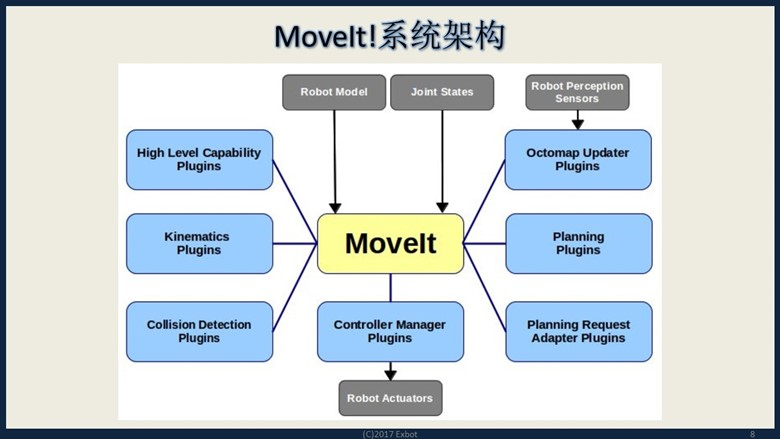 MoveIt!系统架构
Robot Model
Joint States
Robot Perception
Sensors
High Level Capability
Plugins
Octomap Updater
Plugins
Kinematics
Plugins
MoveIt
Planning
Plugins
Collision Detection
Plugins
Controller Manager
Plugins
Planning Request
Adapter Plugins
Robot Actuators
(C)2017 Exbot
8